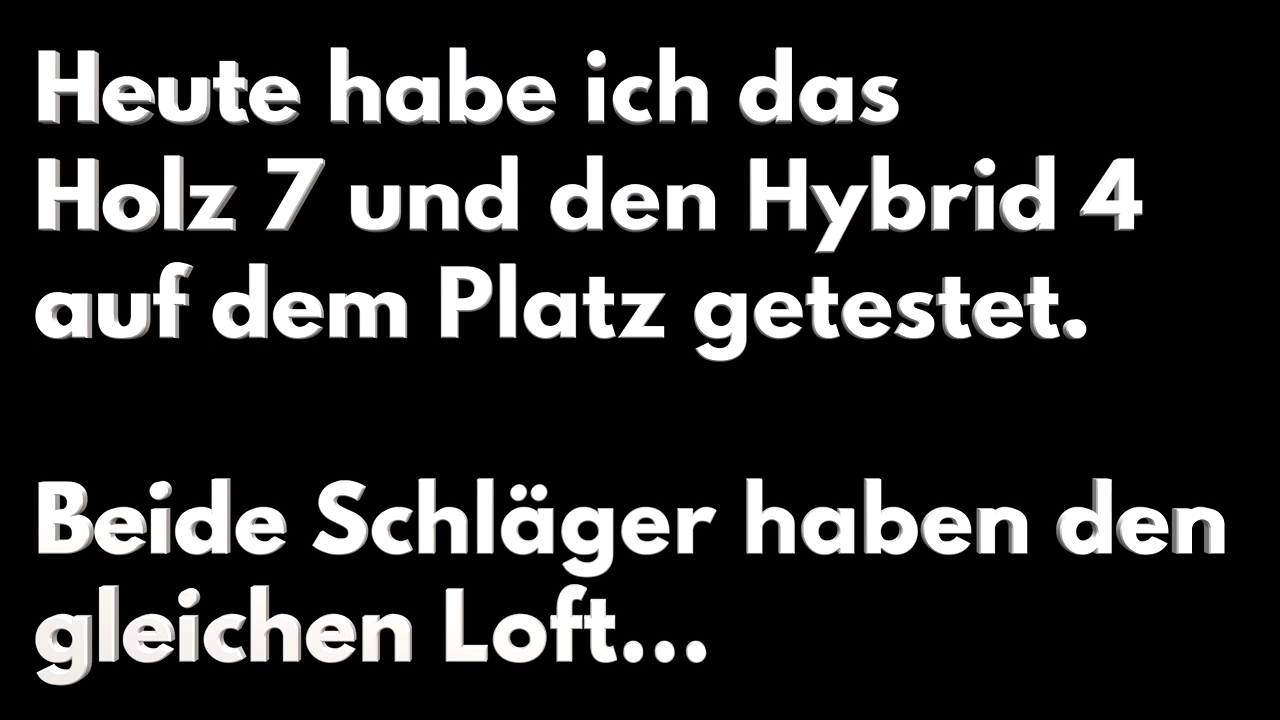 Heute habe ich das
Holz 7 und den Hybrid 4
auf dem Platz getestet.
Beide Schläger haben den
gleichen Loft...